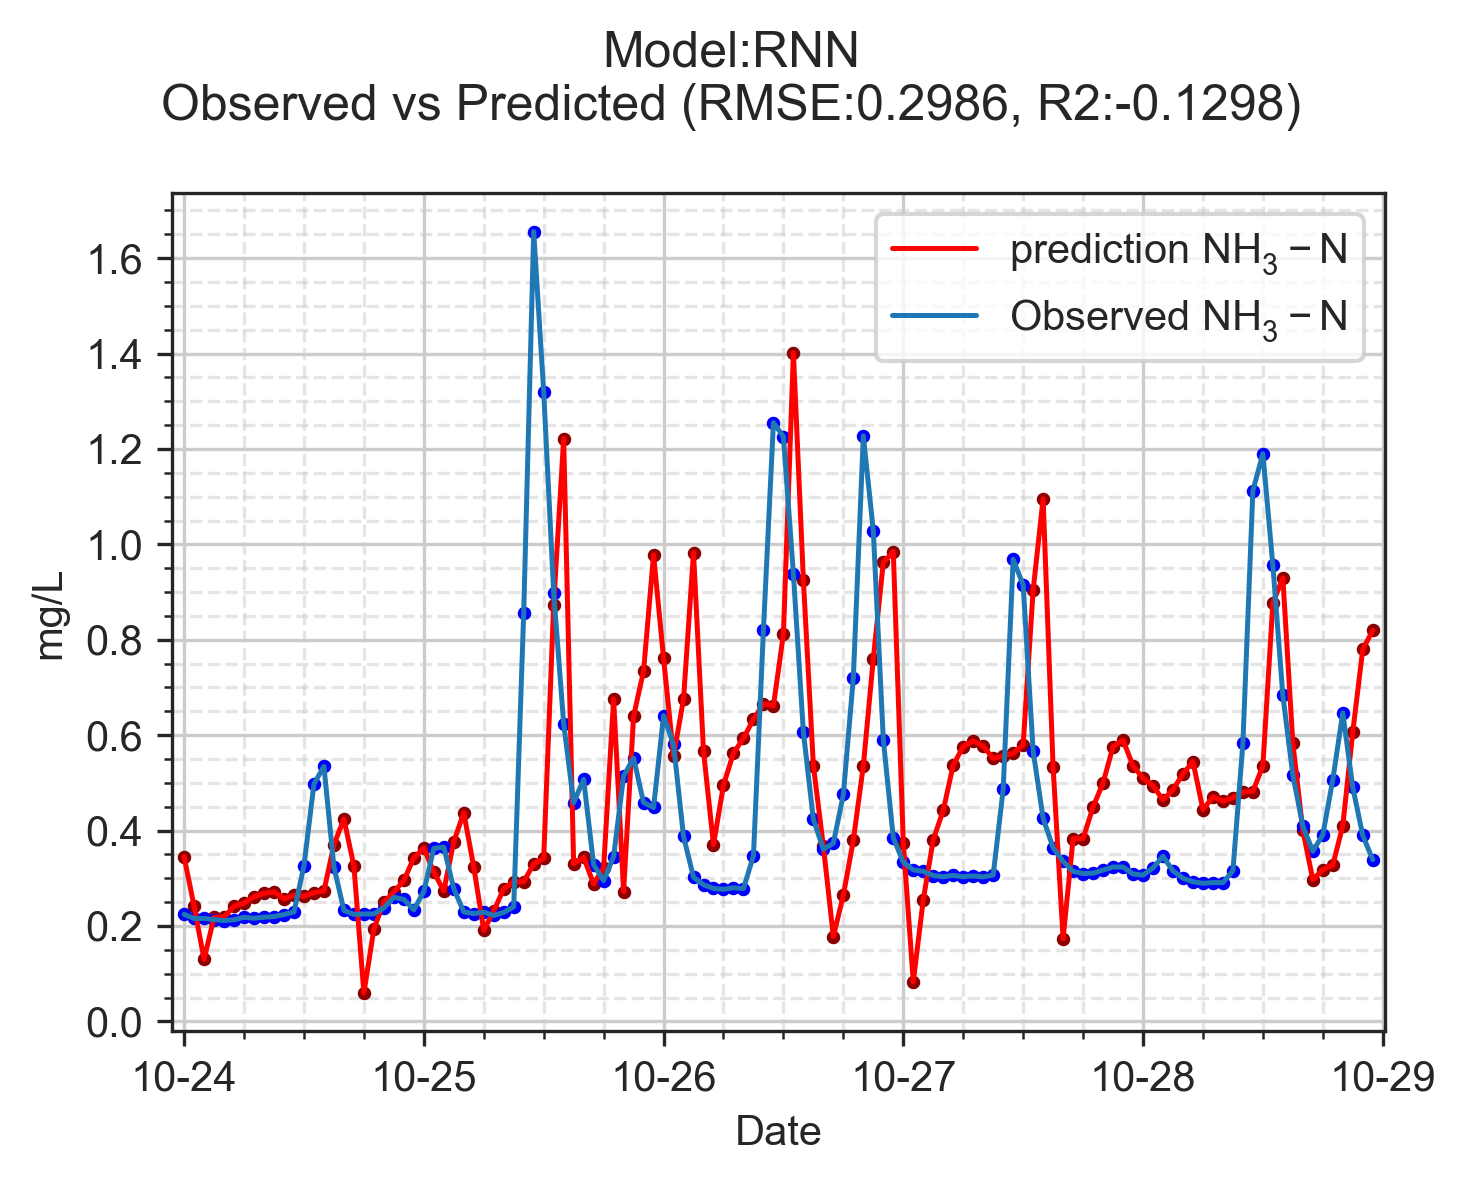 Model:RNN
Observed vs Predicted (RMSE:0.2986, R2:-0.1298)
prediction NH₃ − N
Observed NH₃ − N
1.6
1.4
1.2
1.0
0.8
0.6
0.4
0.2
0.0
mg/L
10-24 10-25 10-26 10-27 10-28 10-29
Date